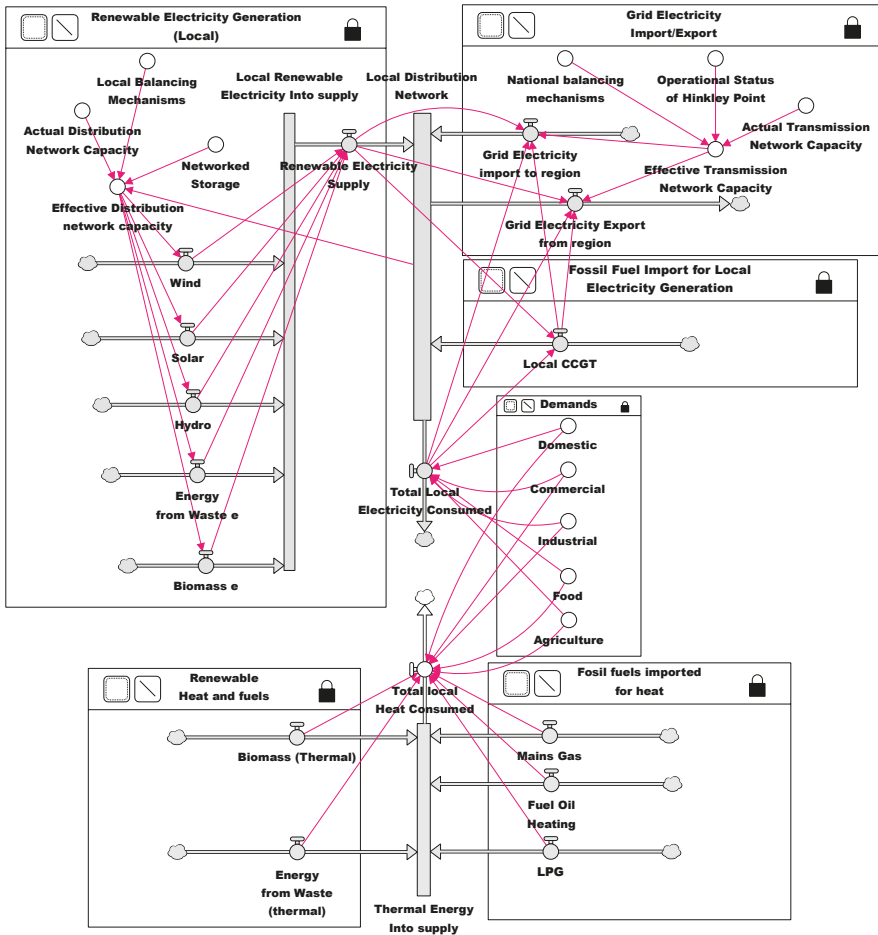 Renewable Electricity Generation
(Local)
Local Balancing
Mechanisms
Actual Distribution
Network Capacity
Networked
Storage
Effective Distribution
network capacity
Wind
Solar
Hydro
Energy
from Waste e
Biomass e
Local Renewable
Electricity Into supply
Renewable Electricity
Supply
Local Distribution
Network
Grid Electricity
Import/Export
National balancing
mechanisms
Operational Status
of Hinkley Point
Actual Transmission
Network Capacity
Grid Electricity
import to region
Effective Transmission
Network Capacity
Grid Electricity Export
from region
Fossil Fuel Import for Local
Electricity Generation
Local CCGT
Demands
Domestic
Commercial
Industrial
Food
Agriculture
Total Local
Electricity Consumed
Total local
Heat Consumed
Renewable
Heat and fuels
Biomass (Thermal)
Energy
from Waste
(thermal)
Fosil fuels imported
for heat
Mains Gas
Fuel Oil
Heating
LPG
Thermal Energy
Into supply